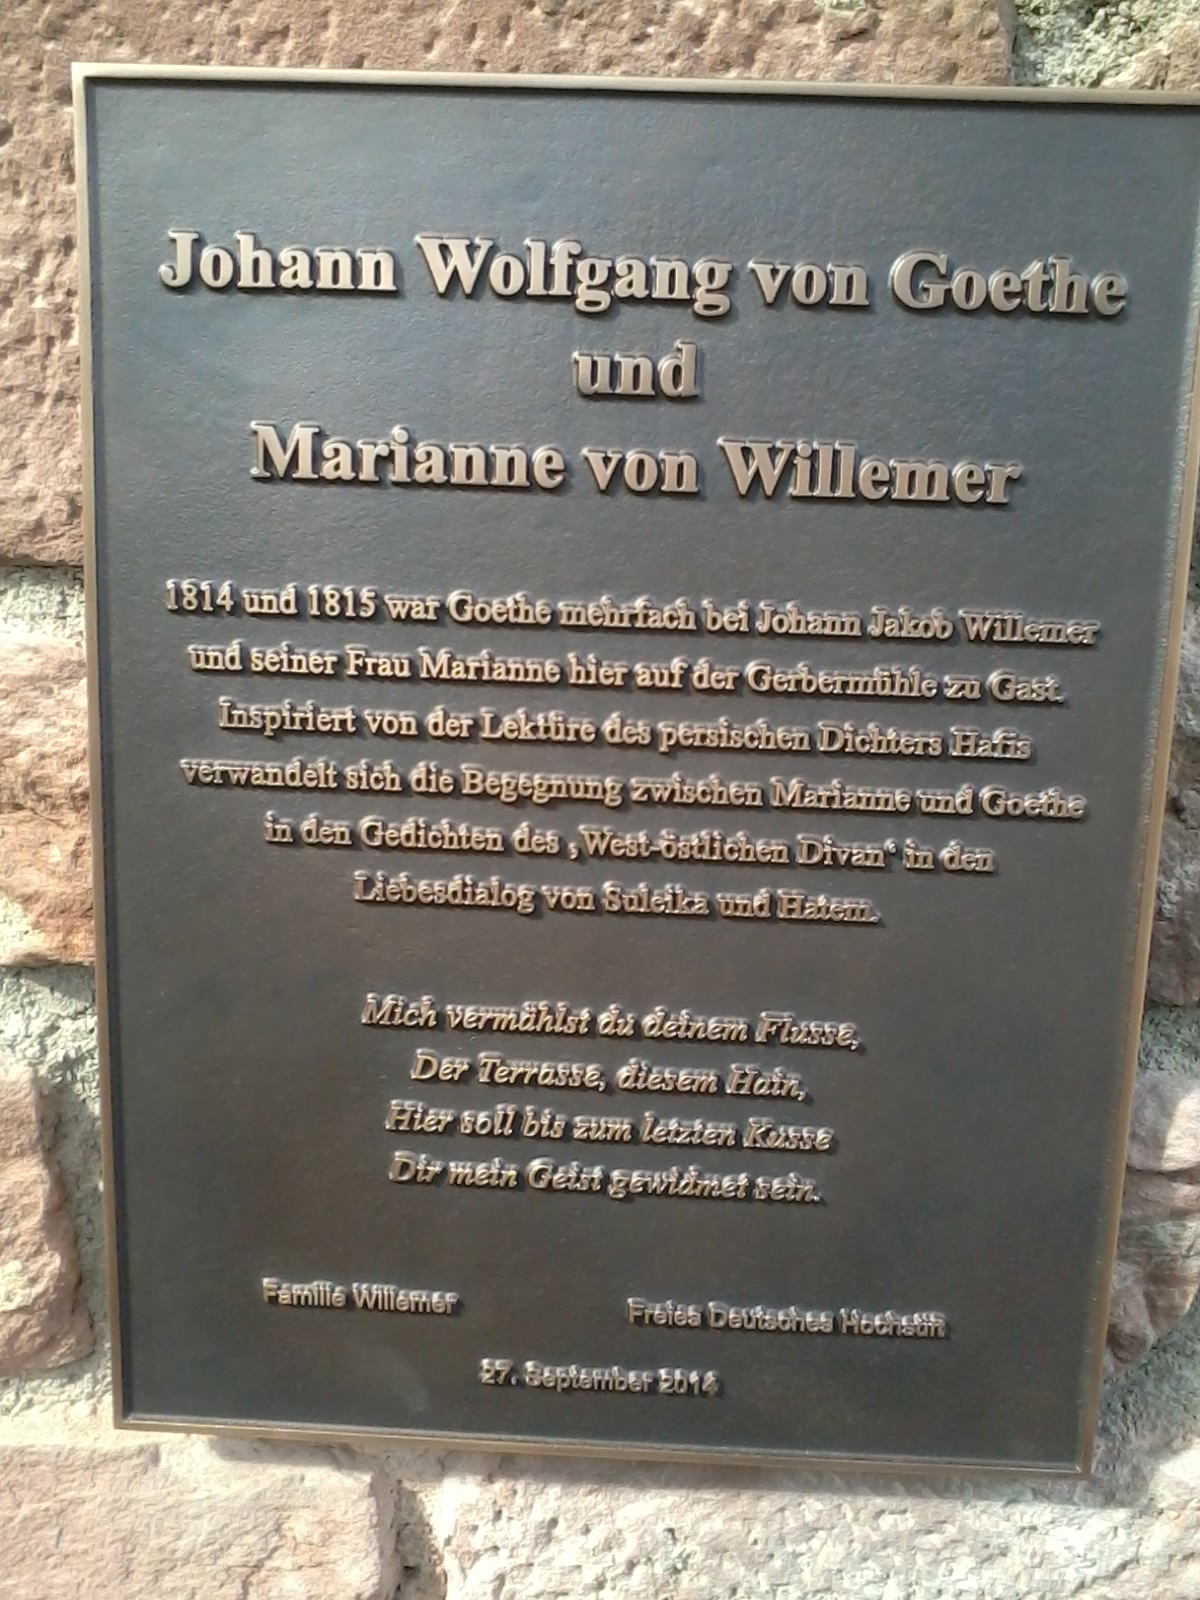 Johann Wolfgang von Goethe
und
Marianne von Willemer
1814 und 1815 war Goethe mehrfach bei Johann Jakob Willemer
und seiner Frau Marianne hier auf der Gerbermühle zu Gast.
Inspiriert von der Lektüre des persischen Dichters Hafis
verwandelt sich die Begegnung zwischen Marianne und Goethe
in den Gedichten des ‚West-östlichen Divan‘ in den
Liebesdialog von Suleika und Hatem.
Mich vermählst du deinem Flusse,
Der Terrasse, diesem Hain,
Hier soll bis zum letzten Kusse
Dir mein Geist gewidmet sein.
Familie Willemer
Freies Deutsches Hochstift
27. September 2014